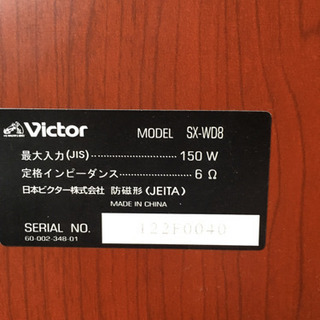 Victor MODEL SX-WD8
最大入力(JIS) 150 W
定格インピーダンス 6 Ω
日本ビクター株式会社 防磁形(JEITA)
MADE IN CHINA
SERIAL NO. 122F0040
60-002-348-01